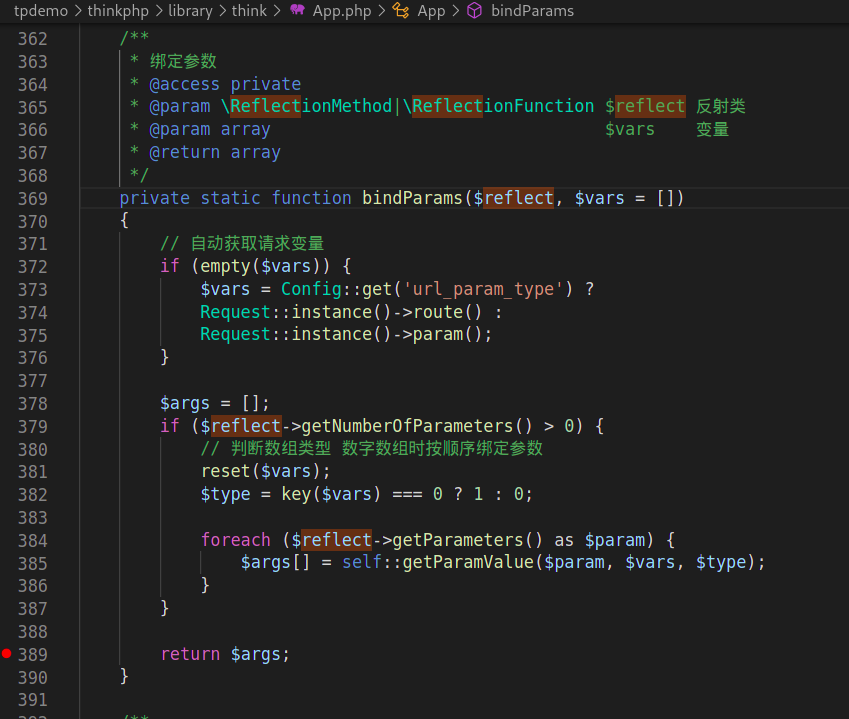 tpdemo > thinkphp > library > think > App.php > App > bindParams
362 /**
363  * 绑定参数
364  * @access private
365  * @param \ReflectionMethod|\ReflectionFunction $reflect 反射类
366  * @param array                                 $vars    变量
367  * @return array
368  */
369 private static function bindParams($reflect, $vars = [])
370 {
371     // 自动获取请求变量
372     if (empty($vars)) {
373         $vars = Config::get('url_param_type') ?
374         Request::instance()->route() :
375         Request::instance()->param();
376     }
377
378     $args = [];
379     if ($reflect->getNumberOfParameters() > 0) {
380         // 判断数组类型 数字数组时按顺序绑定参数
381         reset($vars);
382         $type = key($vars) === 0 ? 1 : 0;
383
384         foreach ($reflect->getParameters() as $param) {
385             $args[] = self::getParamValue($param, $vars, $type);
386         }
387     }
388
389     return $args;
390 }
391
392 /**